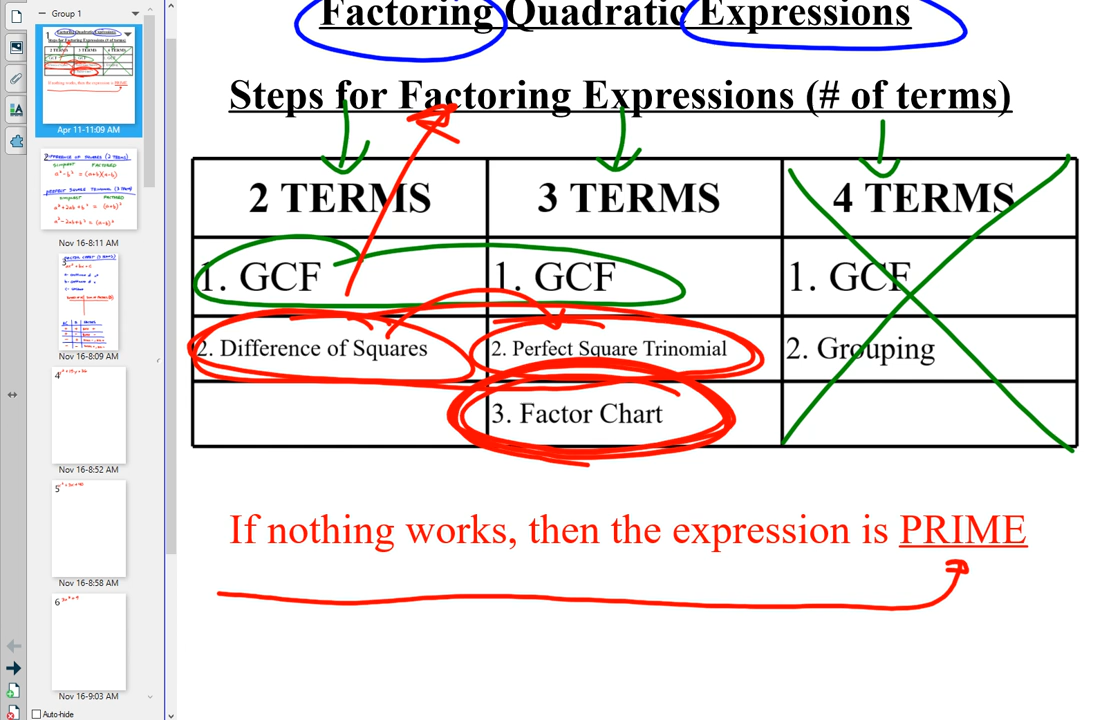 Group 1
Factoring Quadratic Expressions
Steps for Factoring Expressions (# of terms)
2 TERMS
3 TERMS
4 TERMS
1. GCF
1. GCF
1. GCF
2. Difference of Squares
2. Perfect Square Trinomial
2. Grouping
3. Factor Chart
If nothing works, then the expression is PRIME
Apr 11-11:09 AM
Nov 16-8:11 AM
Nov 16-8:09 AM
4
Nov 16-8:52 AM
5
Nov 16-8:58 AM
6
Nov 16-9:03 AM
Auto-hide